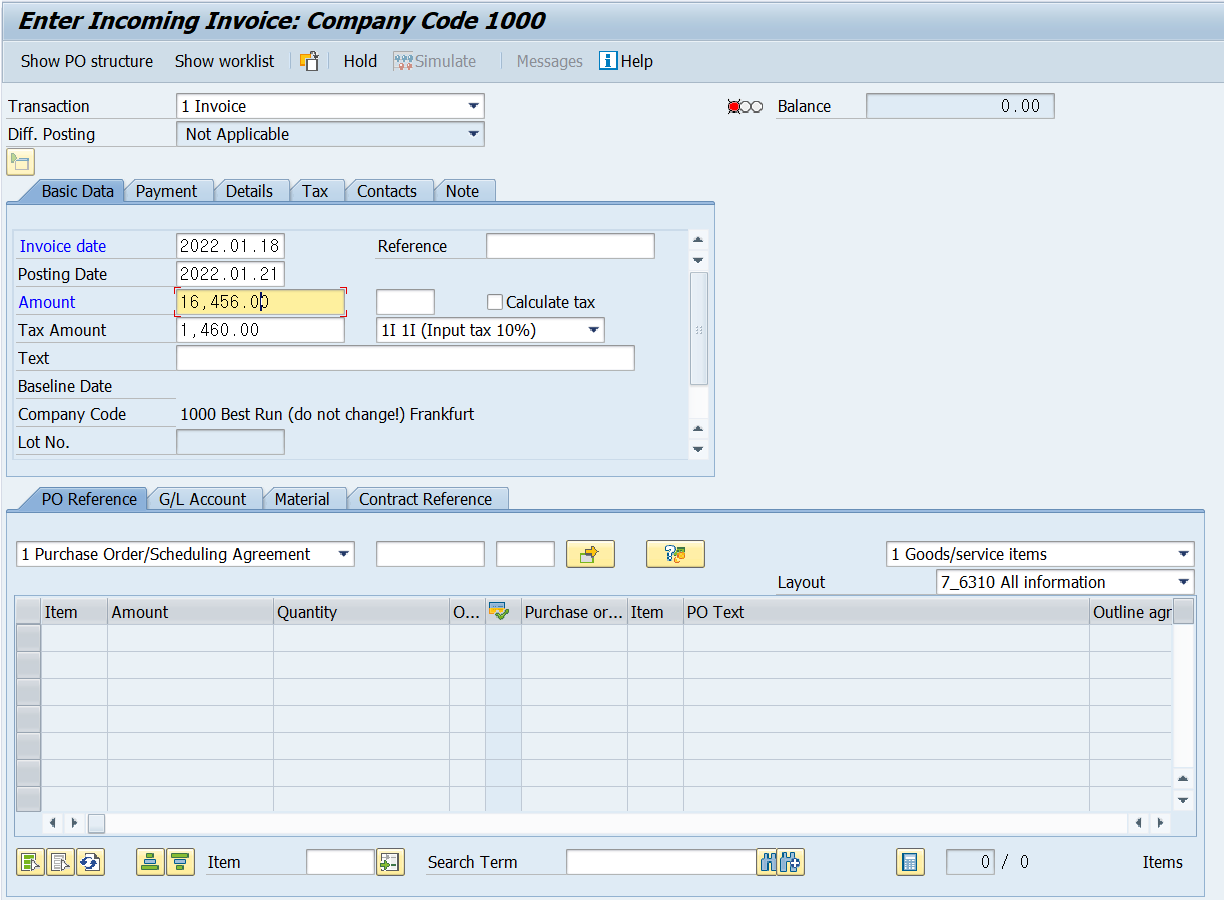 Enter Incoming Invoice: Company Code 1000
Show PO structure Show worklist Hold Simulate Messages Help
Transaction 1 Invoice Balance 0.00
Diff. Posting Not Applicable
Basic Data Payment Details Tax Contacts Note
Invoice date 2022.01.18 Reference
Posting Date 2022.01.21
Amount 16,456.00 Calculate tax
Tax Amount 1,460.00 1I 1I (Input tax 10%)
Text
Baseline Date
Company Code 1000 Best Run (do not change!) Frankfurt
Lot No.
PO Reference G/L Account Material Contract Reference
1 Purchase Order/Scheduling Agreement 1 Goods/service items
Layout 7_6310 All information
Item Amount Quantity O... Purchase or... Item PO Text Outline agr
Item Search Term 0 / 0 Items